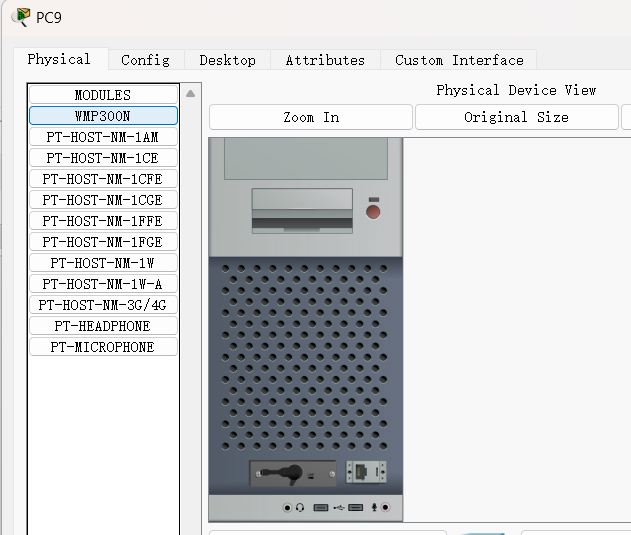 PC9
Physical Config Desktop Attributes Custom Interface
MODULES
WMP300N
PT-HOST-NM-1AM
PT-HOST-NM-1CE
PT-HOST-NM-1CFE
PT-HOST-NM-1CGE
PT-HOST-NM-1FFE
PT-HOST-NM-1FGE
PT-HOST-NM-1W
PT-HOST-NM-1W-A
PT-HOST-NM-3G/4G
PT-HEADPHONE
PT-MICROPHONE
Physical Device View
Zoom In Original Size